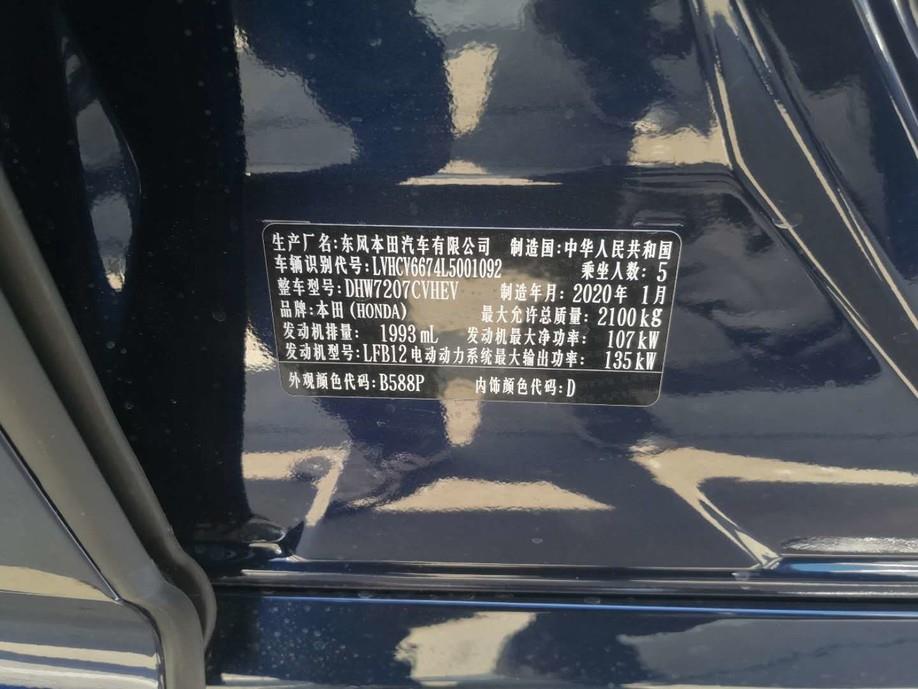 生产厂名:东风本田汽车有限公司 制造国:中华人民共和国
车辆识别代号:LVHCV6674L5001092 乘坐人数:5
整车型号:DHW7207CVHEV 制造年月:2020年1月
品牌:本田(HONDA) 最大允许总质量:2100kg
发动机排量:1993mL 发动机最大净功率:107kW
发动机型号:LFB12电动动力系统最大输出功率:135kW
外观颜色代码:B588P 内饰颜色代码:D